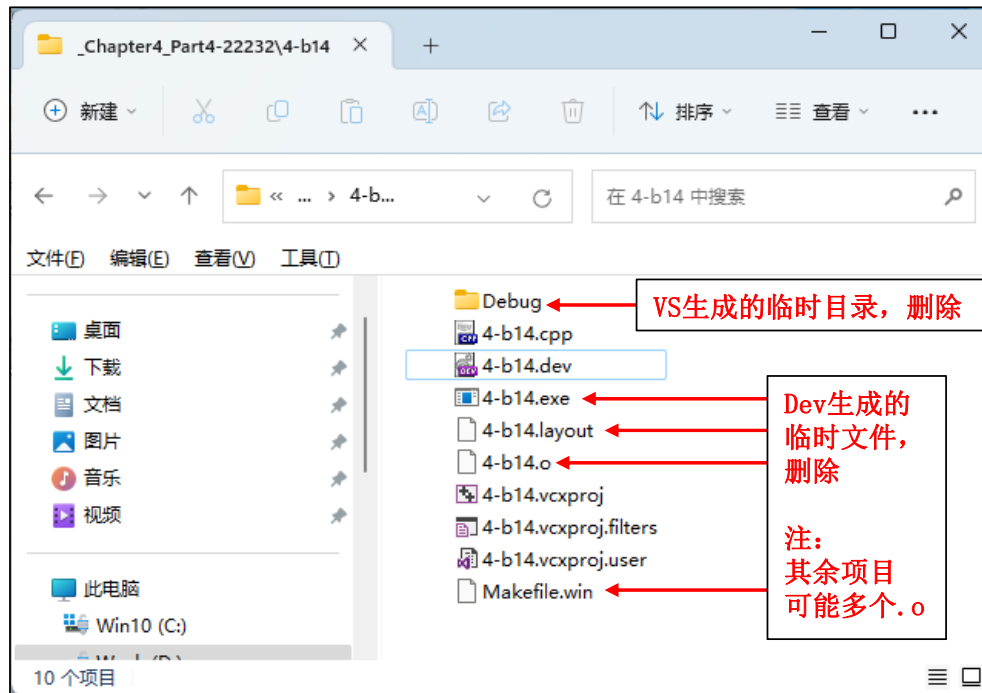 _Chapter4_Part4-22232\4-b14
新建
排序
查看
« ... › 4-b...
在 4-b14 中搜索
文件(F) 编辑(E) 查看(V) 工具(T)
桌面
下载
文档
图片
音乐
视频
此电脑
Win10 (C:)
Debug
4-b14.cpp
4-b14.dev
4-b14.exe
4-b14.layout
4-b14.o
4-b14.vcxproj
4-b14.vcxproj.filters
4-b14.vcxproj.user
Makefile.win
VS生成的临时目录，删除
Dev生成的
临时文件，
删除
注：
其余项目
可能多个.o
10 个项目